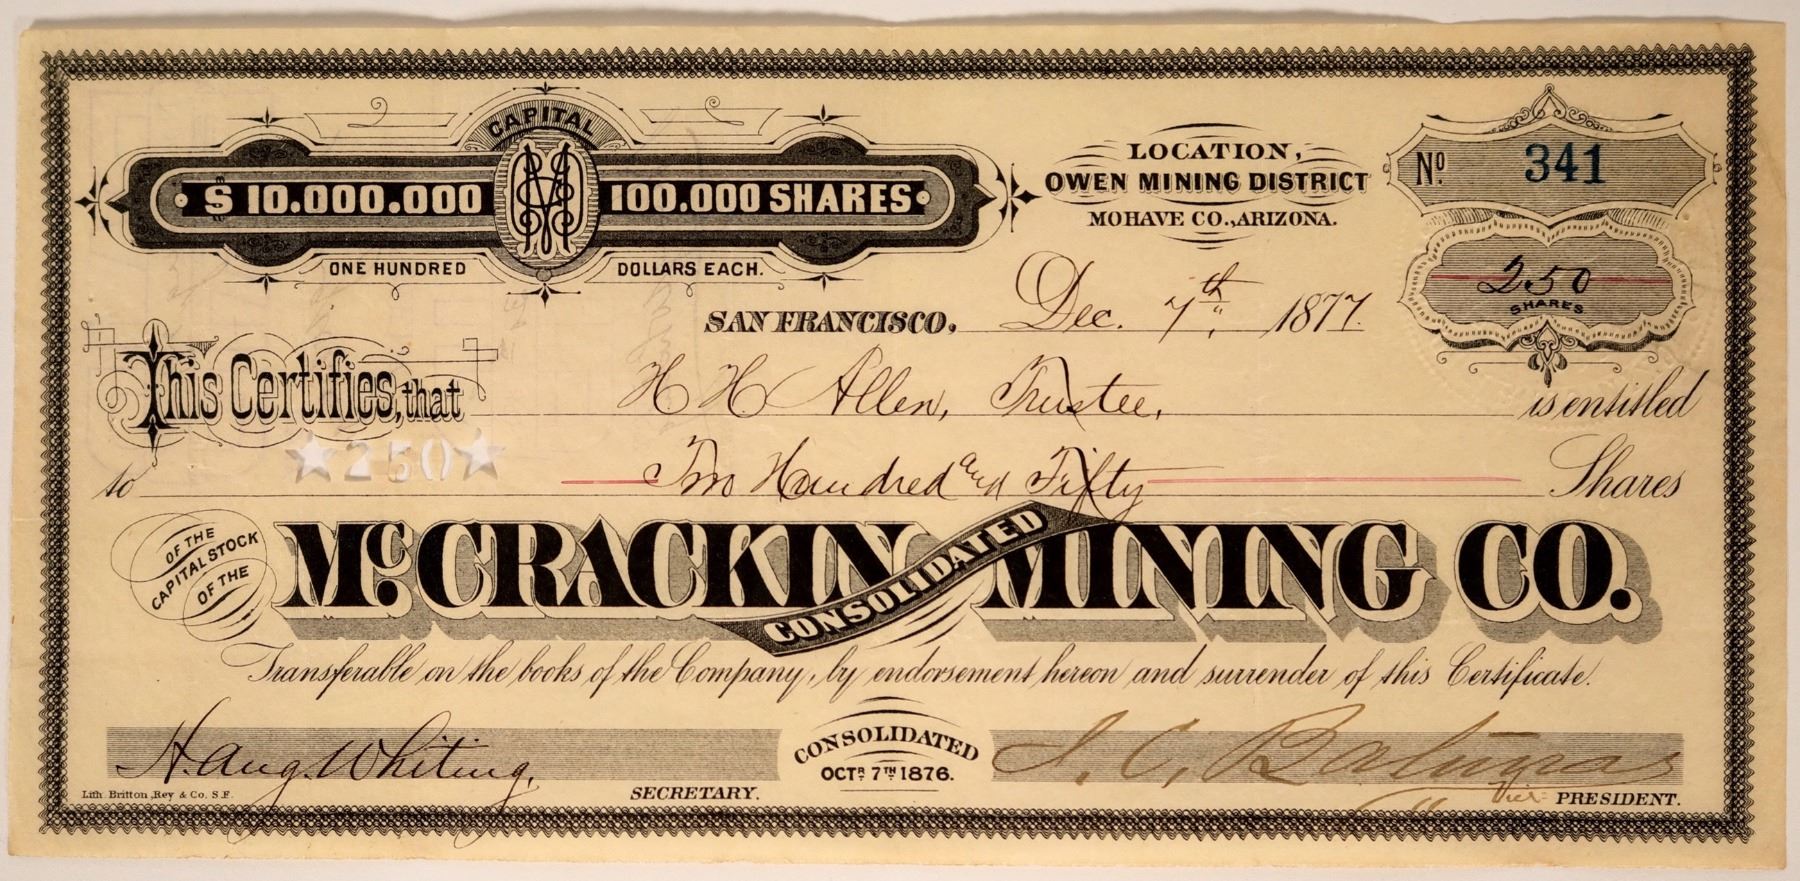 CAPITAL
$10.000.000 100.000 SHARES
ONE HUNDRED DOLLARS EACH.
LOCATION,
OWEN MINING DISTRICT
MOHAVE CO., ARIZONA.
No. 341
250
SHARES
SAN FRANCISCO, Dec. 7th, 1877.
This Certifies, that H H Allen, Trustee, is entitled
★250★
to Two Hundred and Fifty Shares
OF THE
CAPITAL STOCK
OF THE
McCRACKIN CONSOLIDATED MINING CO.
Transferable on the books of the Company, by endorsement hereon and surrender of this Certificate.
H. Aug. Whiting,
SECRETARY.
CONSOLIDATED
OCTR. 7TH 1876.
Vice PRESIDENT.
Lith. Britton, Rey & Co. S.F.